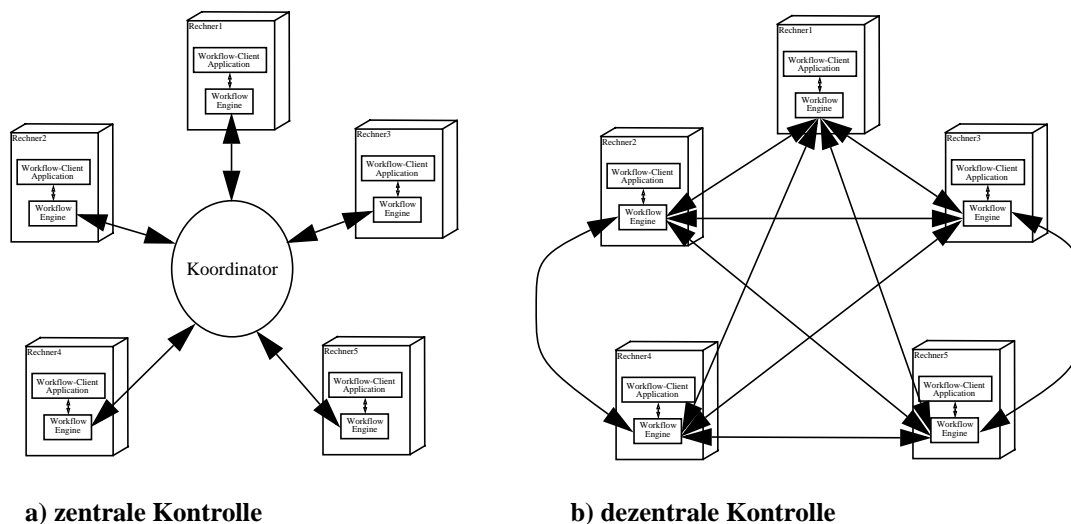 Rechner1
Workflow-Client
Application
Workflow
Engine
Rechner2
Workflow-Client
Application
Workflow
Engine
Rechner3
Workflow-Client
Application
Workflow
Engine
Koordinator
Rechner4
Workflow-Client
Application
Workflow
Engine
Rechner5
Workflow-Client
Application
Workflow
Engine
a) zentrale Kontrolle
Rechner1
Workflow-Client
Application
Workflow
Engine
Rechner2
Workflow-Client
Application
Workflow
Engine
Rechner3
Workflow-Client
Application
Workflow
Engine
Rechner4
Workflow-Client
Application
Workflow
Engine
Rechner5
Workflow-Client
Application
Workflow
Engine
b) dezentrale Kontrolle